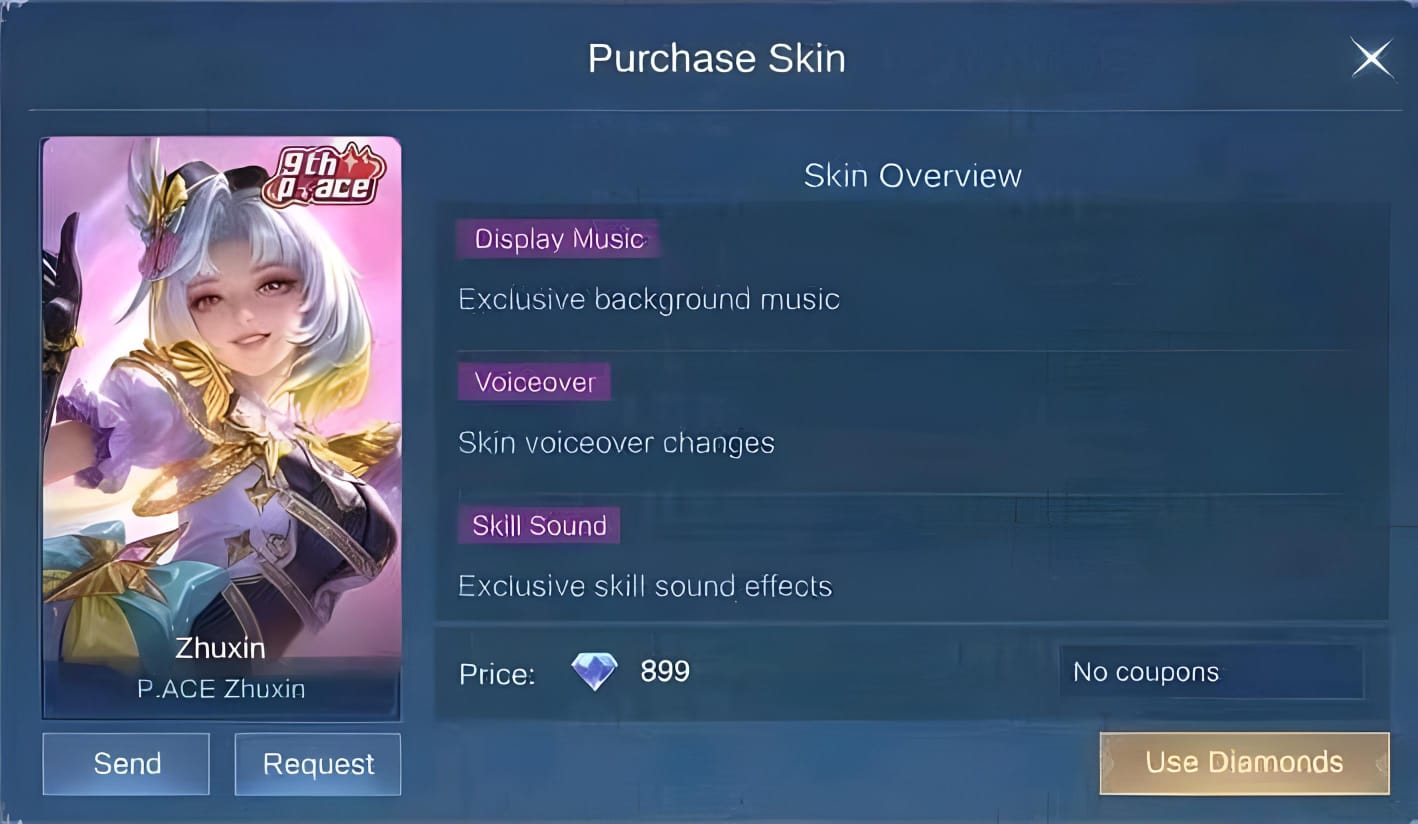 Purchase Skin
9th
p.ace
Zhuxin
P.ACE Zhuxin
Send
Request
Skin Overview
Display Music
Exclusive background music
Voiceover
Skin voiceover changes
Skill Sound
Exclusive skill sound effects
Price: 899
No coupons
Use Diamonds